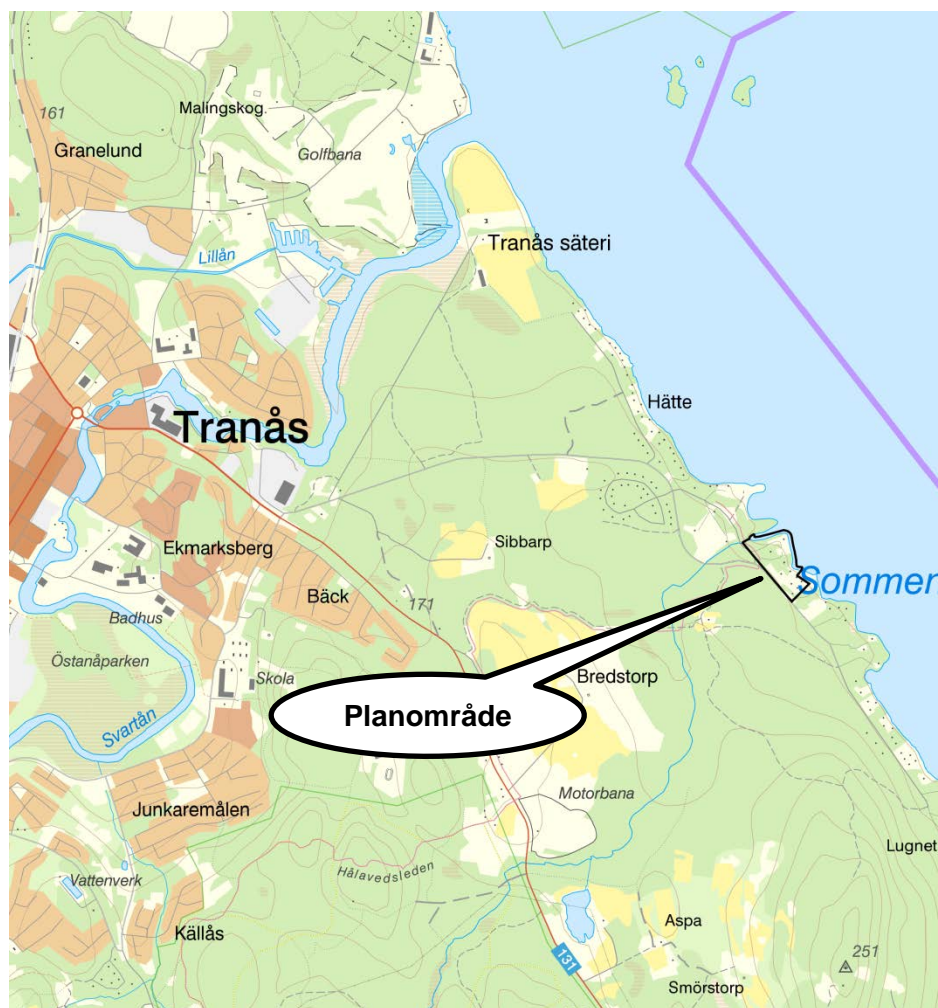 Malingskog
161
Granelund
Golfbana
Tranås säteri
Lillån
Hätte
Tranås
Sibbarp
Sommen
Ekmarksberg
Bäck
171
Badhus
Östanåparken
Skola
Bredstorp
Planområde
Svartån
Motorbana
Junkaremålen
Lugnet
Hålavedsleden
Vattenverk
Aspa
Källås
131
251
Smörstorp